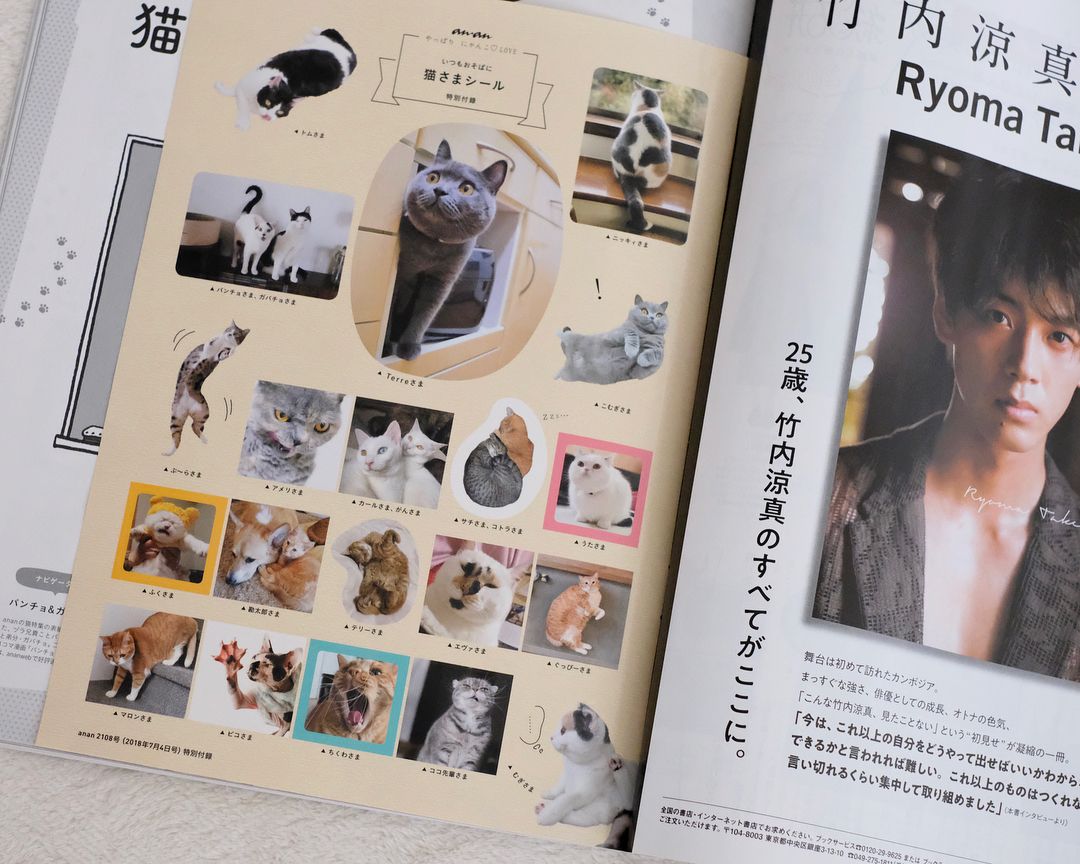 猫
an·an
やっぱり にゃんこ♡LOVE
いつもおそばに
猫さまシール
特別付録
◀ トムさま
▲ ニッキィさま
▲ パンチョさま、ガバチョさま
▲ Terreさま
!
▲ こむぎさま
▲ ぶ〜らさま
▲ アメリさま
▲ カールさま、がんさま
zzz...
▲ サチさま、コトラさま
▲ うたさま
▲ ふくさま
▲ 勘太郎さま
▲ テリーさま
▲ エヴァさま
▲ ぐっぴーさま
▲ マロンさま
▲ ピコさま
▲ ちくわさま
▲ ココ先輩さま
◀ むぎさま
anan 2108号 (2018年7月4日号) 特別付録
ナビゲータ
パンチョ&ガ
竹内涼真
Ryoma Ta
25歳、竹内涼真のすべてがここに。
舞台は初めて訪れたカンボジア。
まっすぐな強さ、俳優としての成長、オトナの色気、
「こんな竹内涼真、見たことない」という“初見せ”が凝縮の一冊。
「今は、これ以上の自分をどうやって出せばいいかわから
できるかと言われれば難しい。これ以上のものはつくれな
言い切れるくらい集中して取り組めました」(本書インタビューより)
全国の書店・インターネット書店でお求めください。ブックサービス☎0120-29-9625 または ブック
ご注文いただけます。〒104-8003 東京都中央区銀座3-13-10 ☎049-275-1811